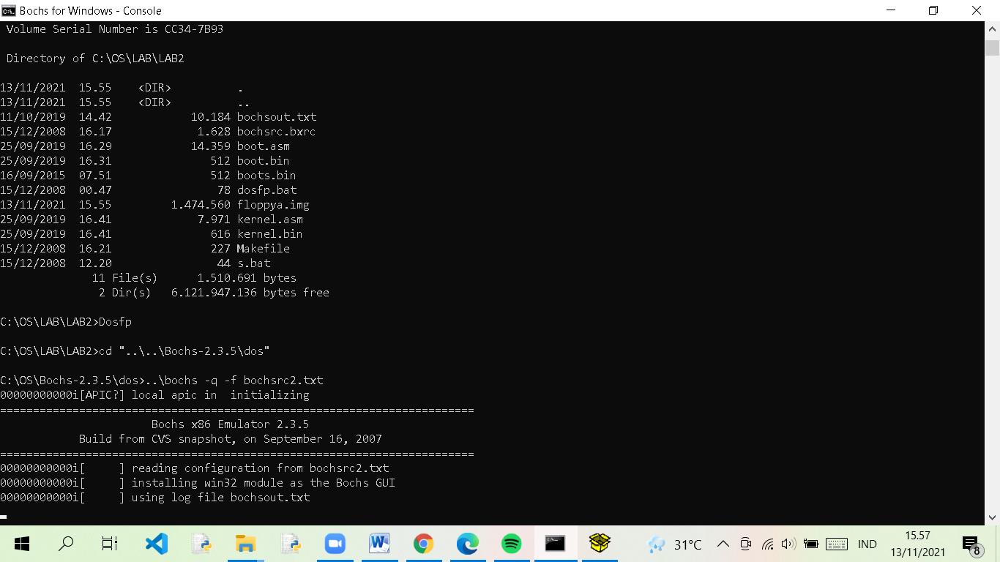 Bochs for Windows - Console
Volume Serial Number is CC34-7B93
Directory of C:\OS\LAB\LAB2
13/11/2021  15.55    <DIR>          .
13/11/2021  15.55    <DIR>          ..
11/10/2019  14.42            10.184 bochsout.txt
15/12/2008  16.17             1.628 bochsrc.bxrc
25/09/2019  16.29            14.359 boot.asm
25/09/2019  16.31               512 boot.bin
16/09/2015  07.51               512 boots.bin
15/12/2008  00.47                78 dosfp.bat
13/11/2021  15.55         1.474.560 floppya.img
25/09/2019  16.41             7.971 kernel.asm
25/09/2019  16.41               616 kernel.bin
15/12/2008  16.21               227 Makefile
15/12/2008  12.20                44 s.bat
11 File(s)      1.510.691 bytes
2 Dir(s)   6.121.947.136 bytes free
C:\OS\LAB\LAB2>Dosfp
C:\OS\LAB\LAB2>cd "..\..\Bochs-2.3.5\dos"
C:\OS\Bochs-2.3.5\dos>..\bochs -q -f bochsrc2.txt
00000000000i[APIC?] local apic in  initializing
========================================================================
Bochs x86 Emulator 2.3.5
Build from CVS snapshot, on September 16, 2007
========================================================================
00000000000i[     ] reading configuration from bochsrc2.txt
00000000000i[     ] installing win32 module as the Bochs GUI
00000000000i[     ] using log file bochsout.txt
31°C
IND
15.57
13/11/2021
8